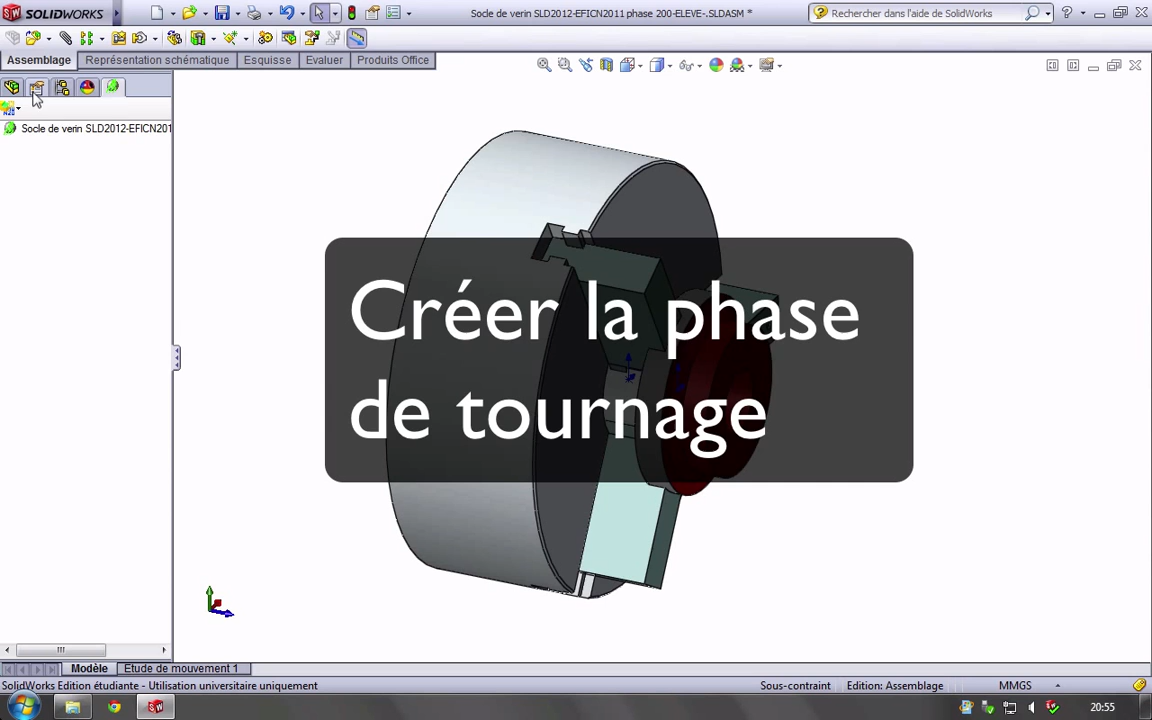 SOLIDWORKS
Socle de verin SLD2012-EFICN2011 phase 200-ELEVE-.SLDASM *
Rechercher dans l'aide de SolidWorks
Assemblage
Représentation schématique
Esquisse
Evaluer
Produits Office
Socle de verin SLD2012-EFICN201
Créer la phase
de tournage
Modèle
Etude de mouvement 1
SolidWorks Edition étudiante - Utilisation universitaire uniquement
Sous-contraint
Edition: Assemblage
MMGS
20:55